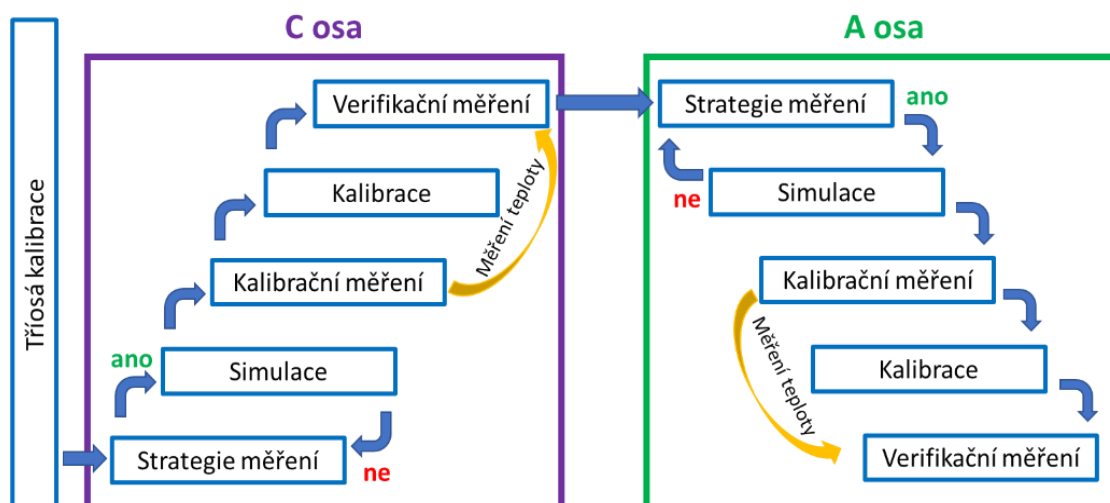 C osa
A osa
Tříosá kalibrace
Verifikační měření
Kalibrace
Kalibrační měření
Měření teploty
ano
Simulace
Strategie měření
ne
Strategie měření
ano
ne
Simulace
Kalibrační měření
Měření teploty
Kalibrace
Verifikační měření